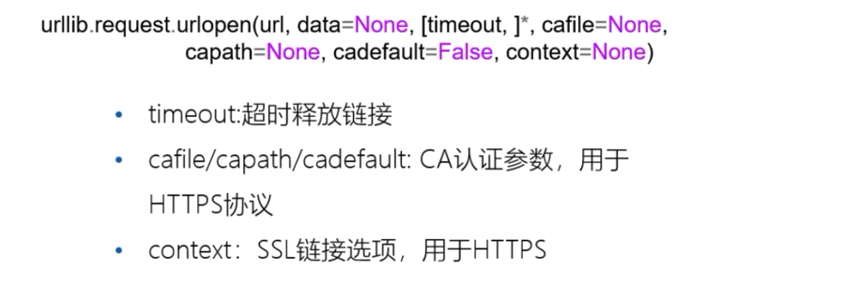 urllib.request.urlopen(url, data=None, [timeout, ]*, cafile=None,
capath=None, cadefault=False, context=None)
• timeout:超时释放链接
• cafile/capath/cadefault: CA认证参数，用于
HTTPS协议
• context：SSL链接选项，用于HTTPS